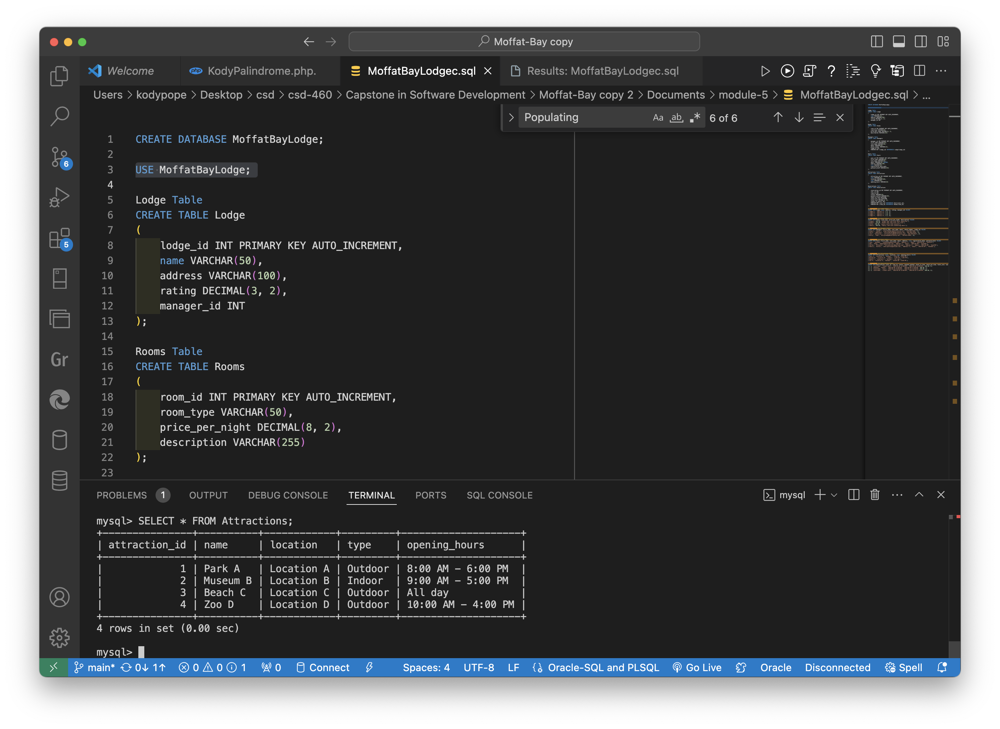 Moffat-Bay copy
Welcome
php KodyPalindrome.php.
MoffatBayLodgec.sql
Results: MoffatBayLodgec.sql
Users > kodypope > Desktop > csd > csd-460 > Capstone in Software Development > Moffat-Bay copy 2 > Documents > module-5 > MoffatBayLodgec.sql > ...
Populating Aa ab .* 6 of 6
1 CREATE DATABASE MoffatBayLodge;
2
3 USE MoffatBayLodge;
4
5 Lodge Table
6 CREATE TABLE Lodge
7 (
8 lodge_id INT PRIMARY KEY AUTO_INCREMENT,
9 name VARCHAR(50),
10 address VARCHAR(100),
11 rating DECIMAL(3, 2),
12 manager_id INT
13 );
14
15 Rooms Table
16 CREATE TABLE Rooms
17 (
18 room_id INT PRIMARY KEY AUTO_INCREMENT,
19 room_type VARCHAR(50),
20 price_per_night DECIMAL(8, 2),
21 description VARCHAR(255)
22 );
23
6
5
Gr
PROBLEMS 1 OUTPUT DEBUG CONSOLE TERMINAL PORTS SQL CONSOLE mysql
mysql> SELECT * FROM Attractions;
+---------------+----------+------------+---------+--------------------+
| attraction_id | name     | location   | type    | opening_hours      |
+---------------+----------+------------+---------+--------------------+
|             1 | Park A   | Location A | Outdoor | 8:00 AM - 6:00 PM  |
|             2 | Museum B | Location B | Indoor  | 9:00 AM - 5:00 PM  |
|             3 | Beach C  | Location C | Outdoor | All day            |
|             4 | Zoo D    | Location D | Outdoor | 10:00 AM - 4:00 PM |
+---------------+----------+------------+---------+--------------------+
4 rows in set (0.00 sec)
mysql>
main* 0↓ 1↑ 0 0 1 0 Connect Spaces: 4 UTF-8 LF Oracle-SQL and PLSQL Go Live Oracle Disconnected Spell